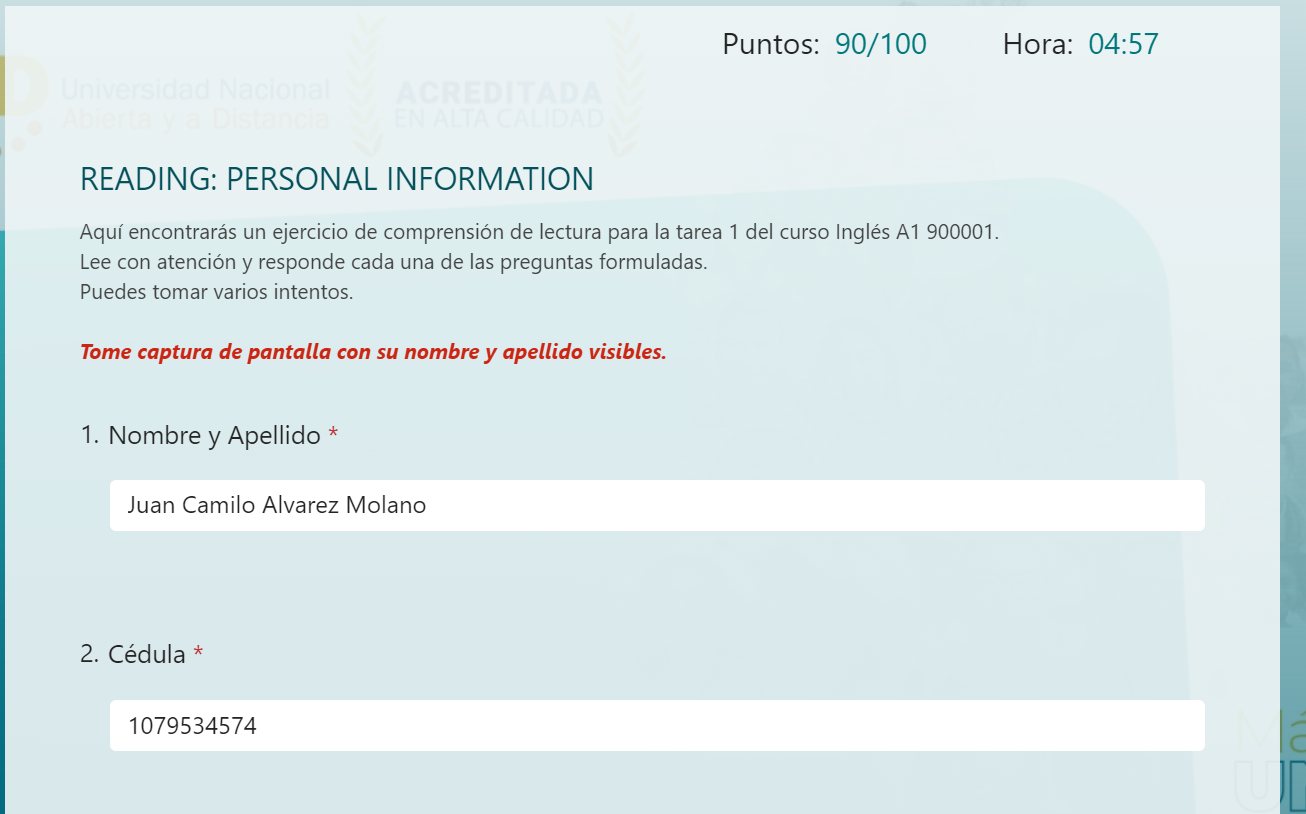 Puntos: 90/100 Hora: 04:57
Universidad Nacional
Abierta y a Distancia
ACREDITADA
EN ALTA CALIDAD
READING: PERSONAL INFORMATION
Aquí encontrarás un ejercicio de comprensión de lectura para la tarea 1 del curso Inglés A1 900001.
Lee con atención y responde cada una de las preguntas formuladas.
Puedes tomar varios intentos.
Tome captura de pantalla con su nombre y apellido visibles.
1. Nombre y Apellido *
Juan Camilo Alvarez Molano
2. Cédula *
1079534574